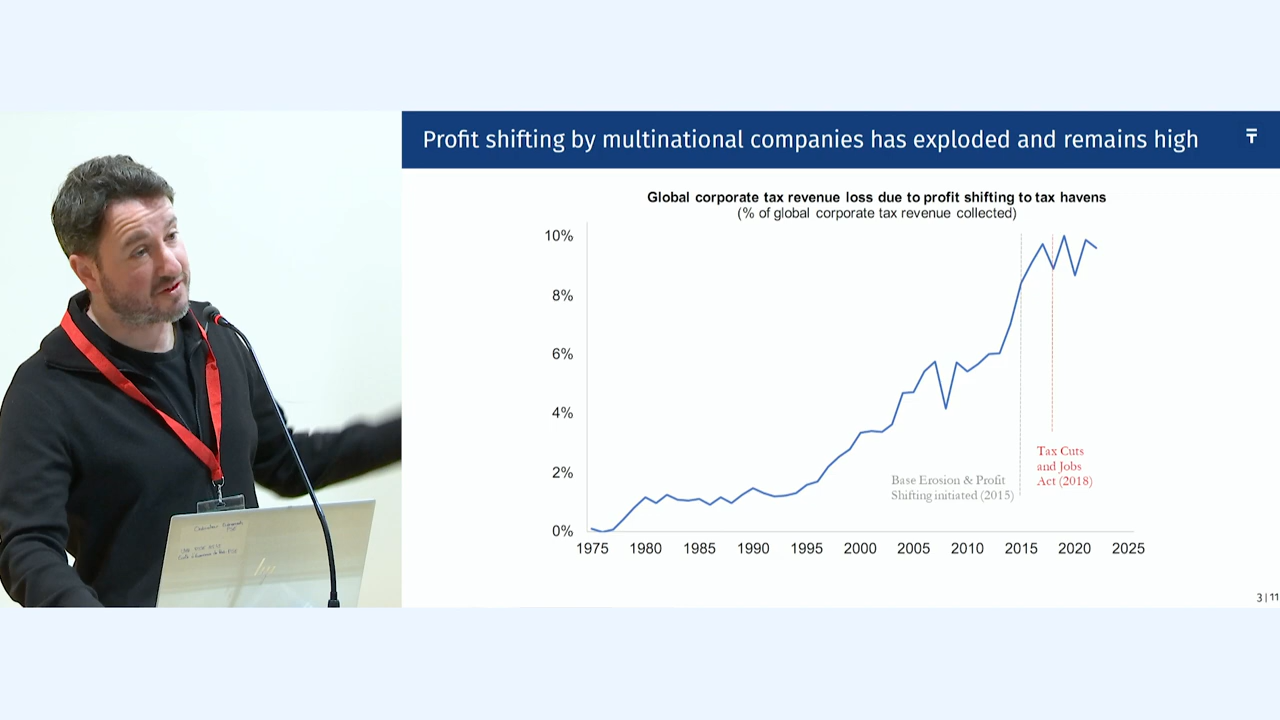 Profit shifting by multinational companies has exploded and remains high
Global corporate tax revenue loss due to profit shifting to tax havens
(% of global corporate tax revenue collected)
10%
8%
6%
4%
2%
0%
Base Erosion & Profit
Shifting initiated (2015)
Tax Cuts
and Jobs
Act (2018)
1975 1980 1985 1990 1995 2000 2005 2010 2015 2020 2025
3 | 11
hp